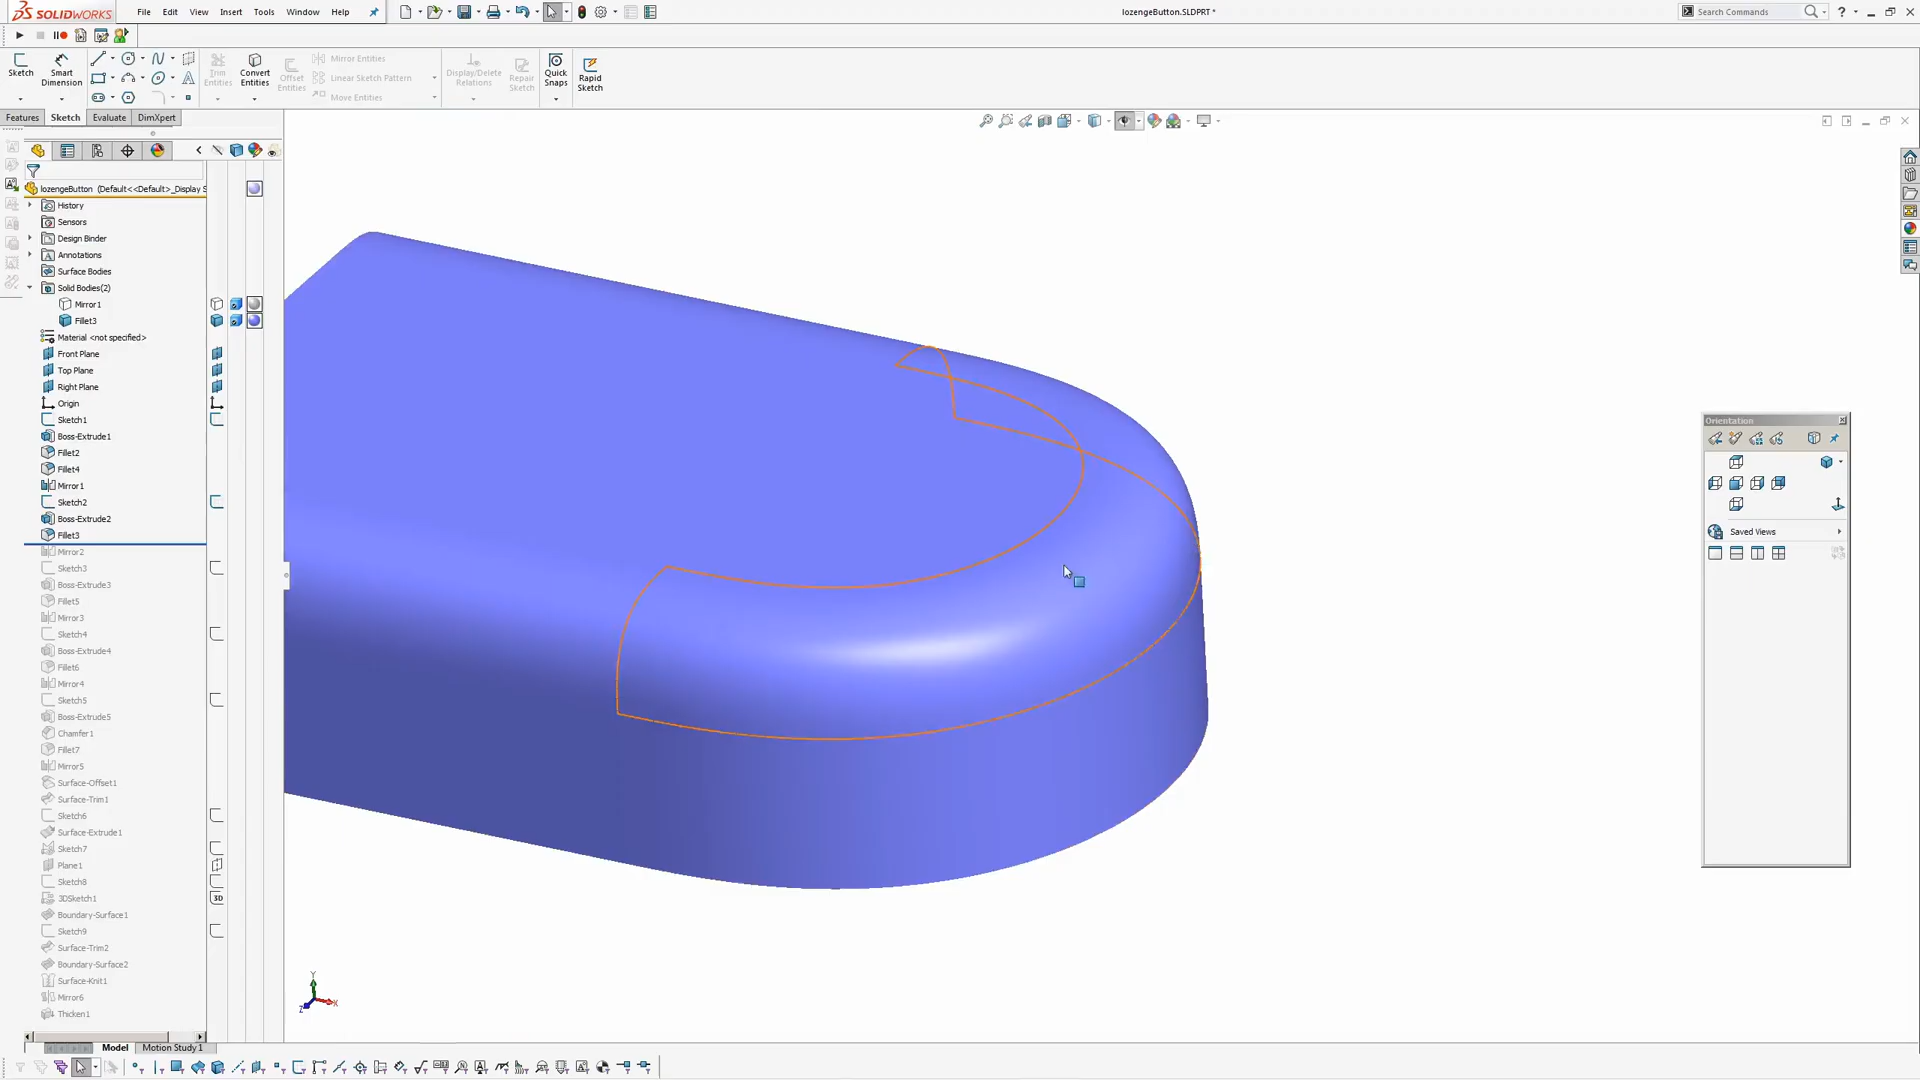 SOLIDWORKS File Edit View Insert Tools Window Help lozengeButton.SLDPRT * Search Commands
Sketch Smart Dimension Trim Entities Convert Entities Offset Entities Mirror Entities Linear Sketch Pattern Move Entities Display/Delete Relations Repair Sketch Quick Snaps Rapid Sketch
Features Sketch Evaluate DimXpert
lozengeButton (Default<<Default>_Display S
History
Sensors
Design Binder
Annotations
Surface Bodies
Solid Bodies(2)
Mirror1
Fillet3
Material <not specified>
Front Plane
Top Plane
Right Plane
Origin
Sketch1
Boss-Extrude1
Fillet2
Fillet4
Mirror1
Sketch2
Boss-Extrude2
Fillet3
Mirror2
Sketch3
Boss-Extrude3
Fillet5
Mirror3
Sketch4
Boss-Extrude4
Fillet6
Mirror4
Sketch5
Boss-Extrude5
Chamfer1
Fillet7
Mirror5
Surface-Offset1
Surface-Trim1
Sketch6
Surface-Extrude1
Sketch7
Plane1
Sketch8
3DSketch1
3D
Boundary-Surface1
Sketch9
Surface-Trim2
Boundary-Surface2
Surface-Knit1
Mirror6
Thicken1
Orientation
Saved Views
Y
X
Z
Model Motion Study 1